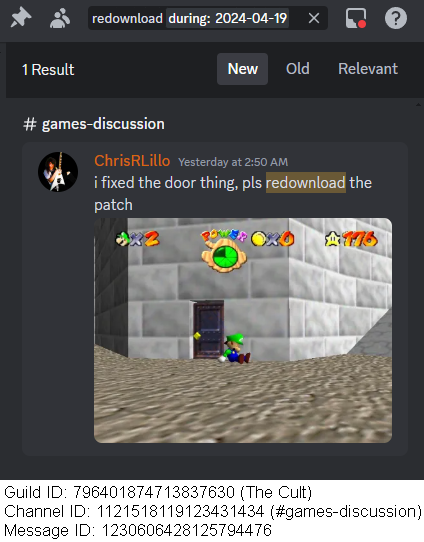 redownload during: 2024-04-19
1 Result
New Old Relevant
# games-discussion
ChrisRLillo Yesterday at 2:50 AM
i fixed the door thing, pls redownload the
patch
×2 POWER ×0 ×176
Guild ID: 796401874713837630 (The Cult)
Channel ID: 1121518119123431434 (#games-discussion)
Message ID: 1230606428125794476